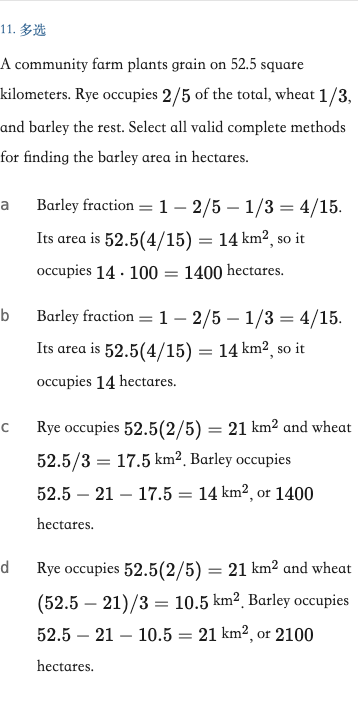 11. 多选
A community farm plants grain on 52.5 square
kilometers. Rye occupies 2/5 of the total, wheat 1/3,
and barley the rest. Select all valid complete methods
for finding the barley area in hectares.
a Barley fraction = 1 − 2/5 − 1/3 = 4/15.
Its area is 52.5(4/15) = 14 km², so it
occupies 14 · 100 = 1400 hectares.
b Barley fraction = 1 − 2/5 − 1/3 = 4/15.
Its area is 52.5(4/15) = 14 km², so it
occupies 14 hectares.
c Rye occupies 52.5(2/5) = 21 km² and wheat
52.5/3 = 17.5 km². Barley occupies
52.5 − 21 − 17.5 = 14 km², or 1400
hectares.
d Rye occupies 52.5(2/5) = 21 km² and wheat
(52.5 − 21)/3 = 10.5 km². Barley occupies
52.5 − 21 − 10.5 = 21 km², or 2100
hectares.